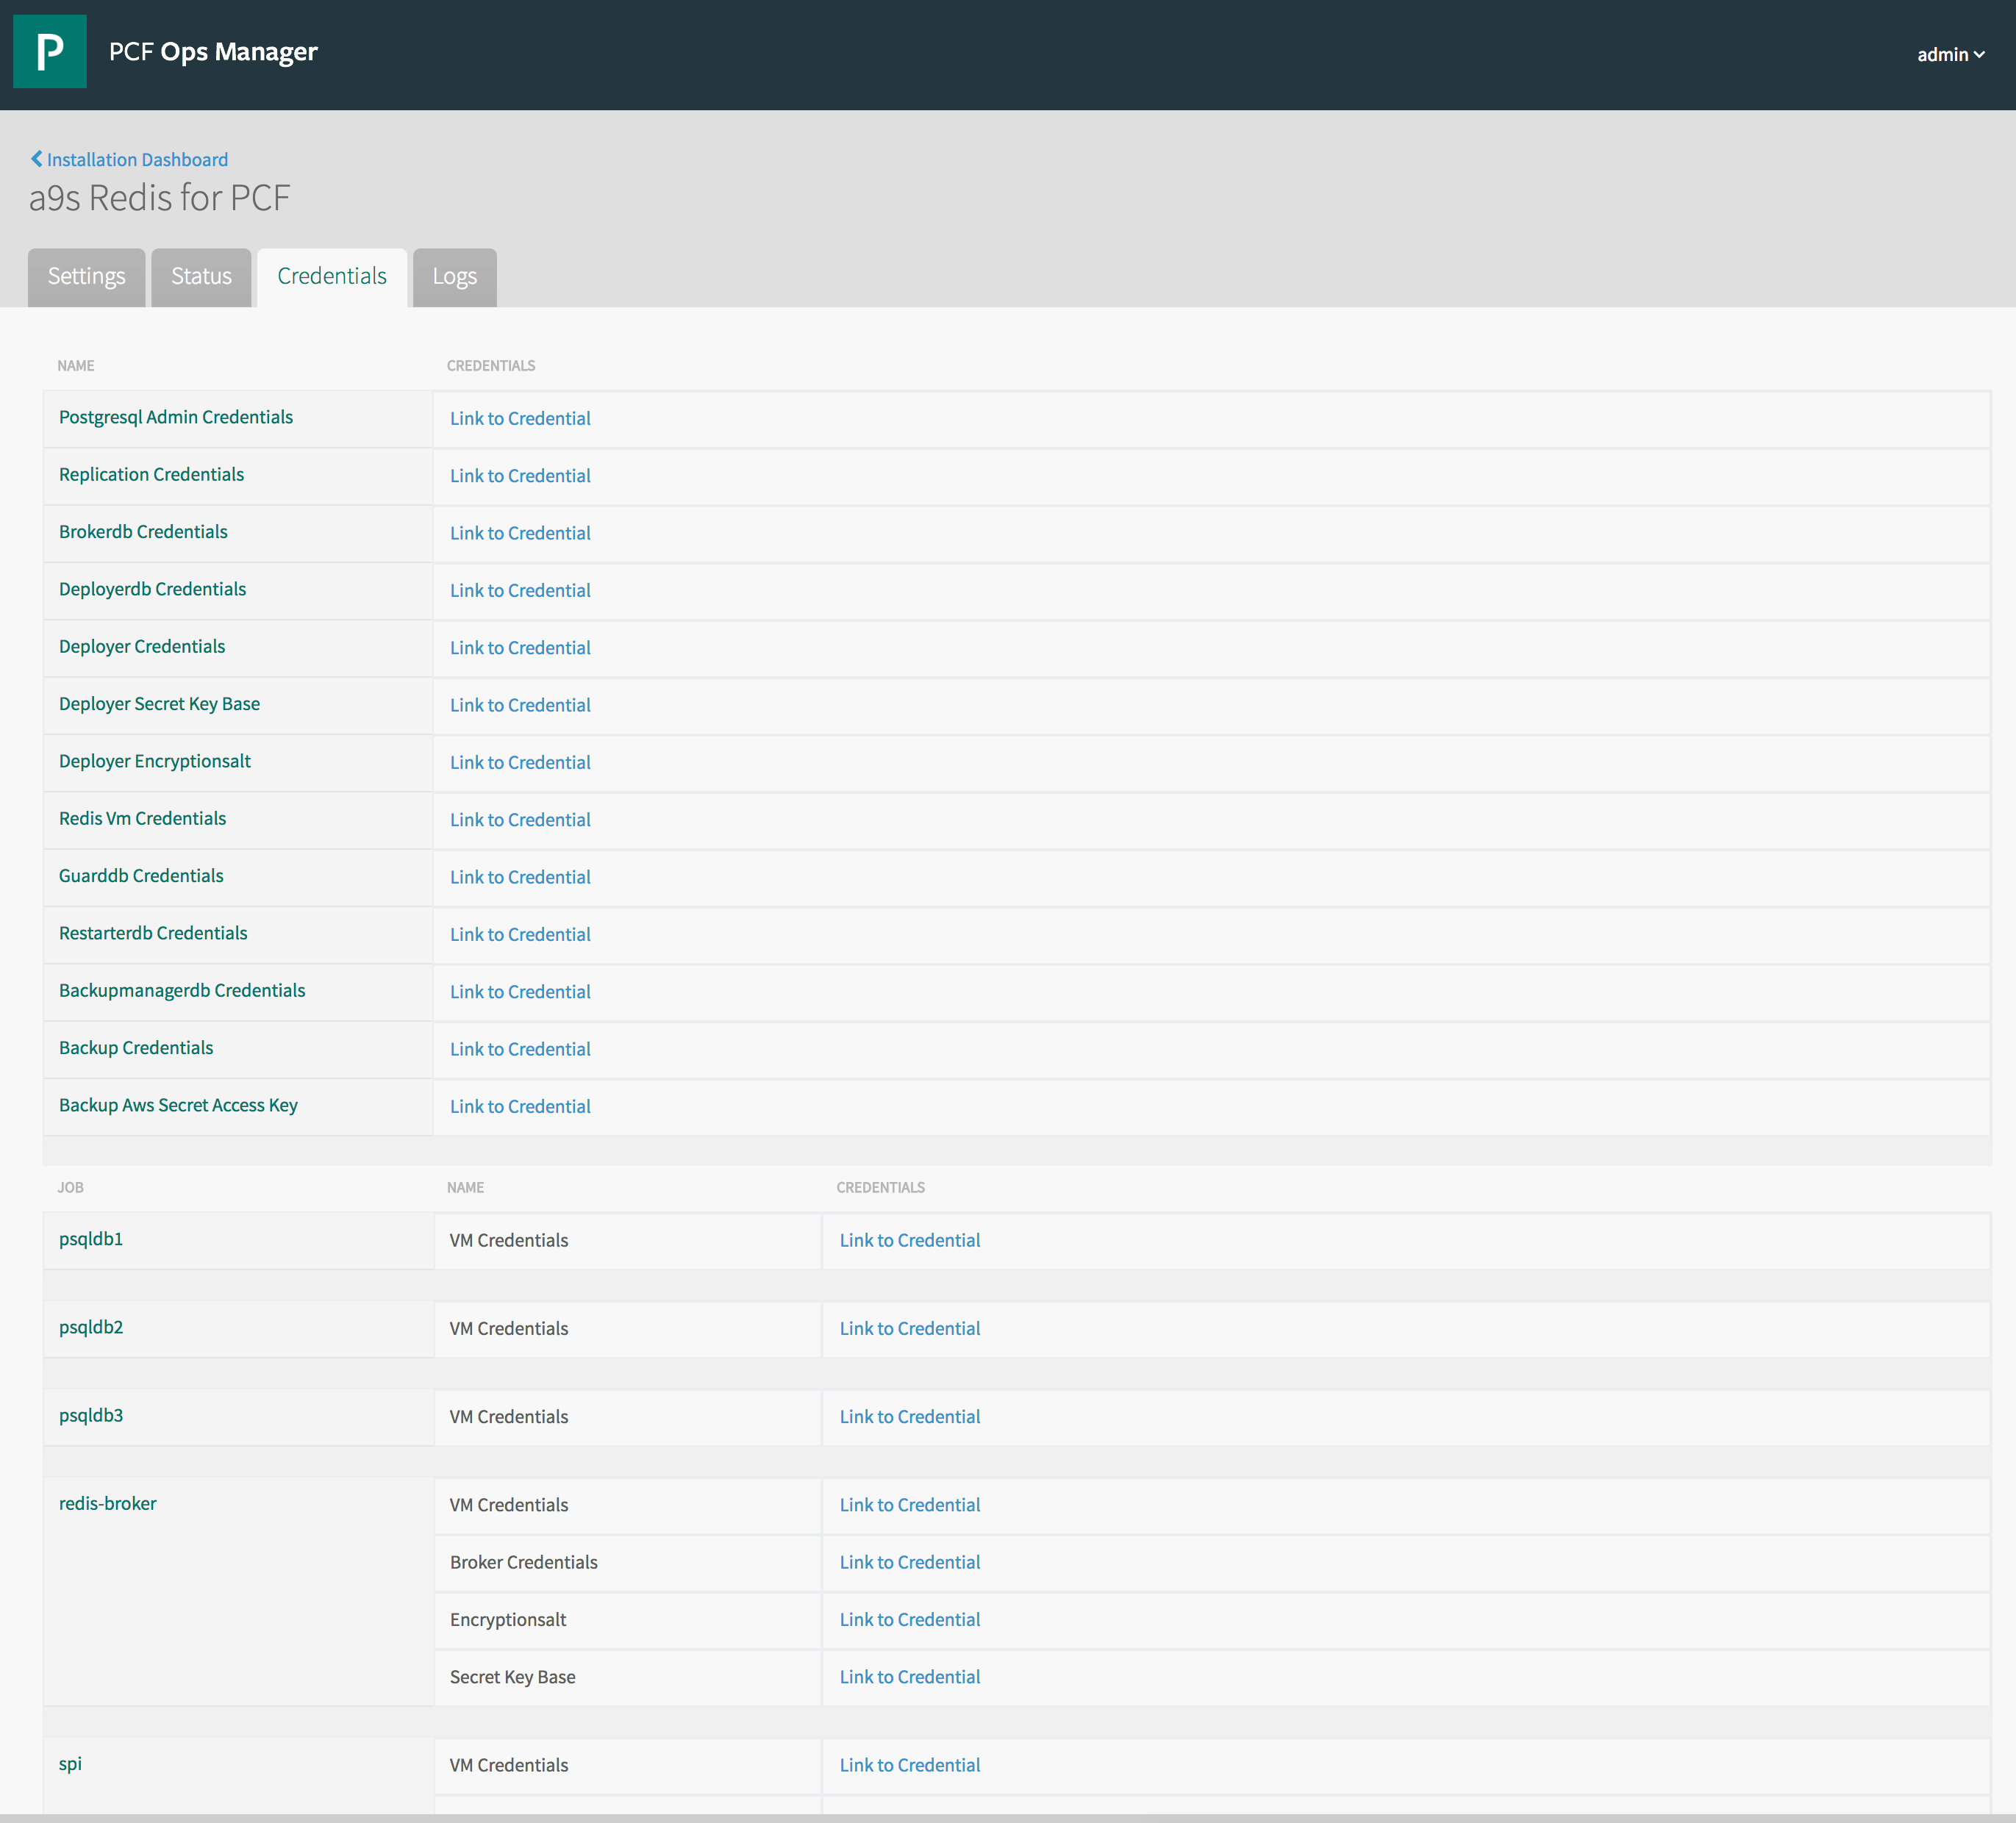 P
PCF Ops Manager
admin
Installation Dashboard
a9s Redis for PCF
Settings Status Credentials Logs
NAME CREDENTIALS
Postgresql Admin Credentials Link to Credential
Replication Credentials Link to Credential
Brokerdb Credentials Link to Credential
Deployerdb Credentials Link to Credential
Deployer Credentials Link to Credential
Deployer Secret Key Base Link to Credential
Deployer Encryptionsalt Link to Credential
Redis Vm Credentials Link to Credential
Guarddb Credentials Link to Credential
Restarterdb Credentials Link to Credential
Backupmanagerdb Credentials Link to Credential
Backup Credentials Link to Credential
Backup Aws Secret Access Key Link to Credential
JOB NAME CREDENTIALS
psqldb1 VM Credentials Link to Credential
psqldb2 VM Credentials Link to Credential
psqldb3 VM Credentials Link to Credential
redis-broker VM Credentials Link to Credential
Broker Credentials Link to Credential
Encryptionsalt Link to Credential
Secret Key Base Link to Credential
spi VM Credentials Link to Credential